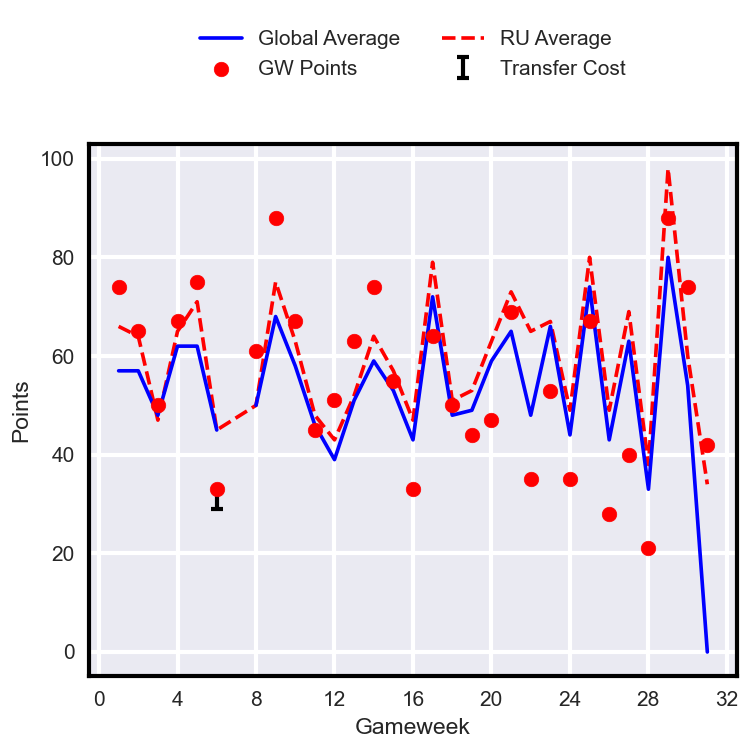 Global Average
RU Average
GW Points
Transfer Cost
100
80
60
40
20
0
Points
0 4 8 12 16 20 24 28 32
Gameweek